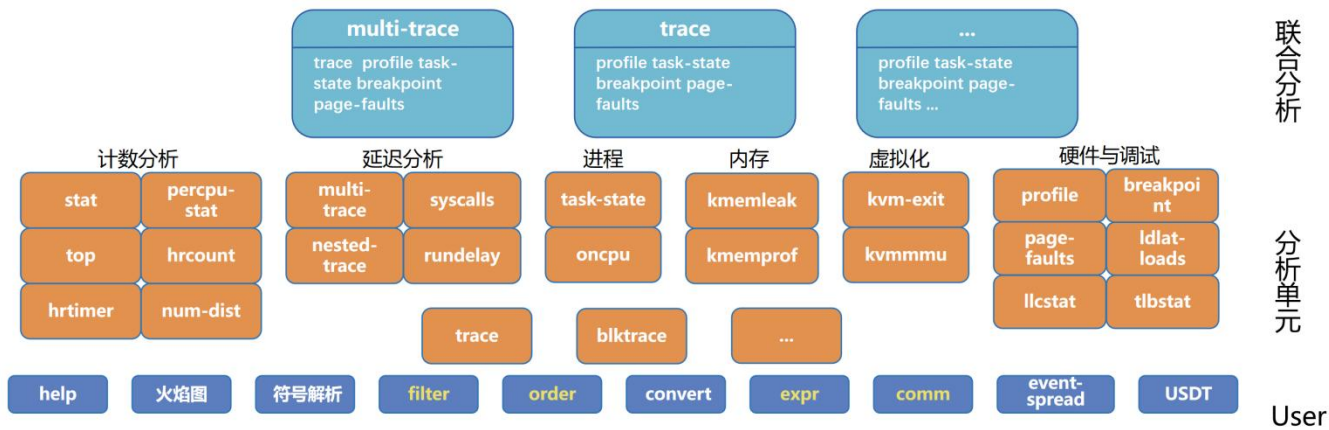 multi-trace
trace profile task-
state breakpoint
page-faults
trace
profile task-state
breakpoint page-
faults
...
profile task-state
breakpoint page-
faults ...
联合分析
计数分析
stat
percpu-
stat
top
hrcount
hrtimer
num-dist
延迟分析
multi-
trace
syscalls
nested-
trace
rundelay
进程
task-state
oncpu
内存
kmemleak
kmemprof
虚拟化
kvm-exit
kvmmmu
硬件与调试
profile
breakpoi
nt
page-
faults
ldlat-
loads
llcstat
tlbstat
分析单元
trace
blktrace
...
help
火焰图
符号解析
filter
order
convert
expr
comm
event-
spread
USDT
User